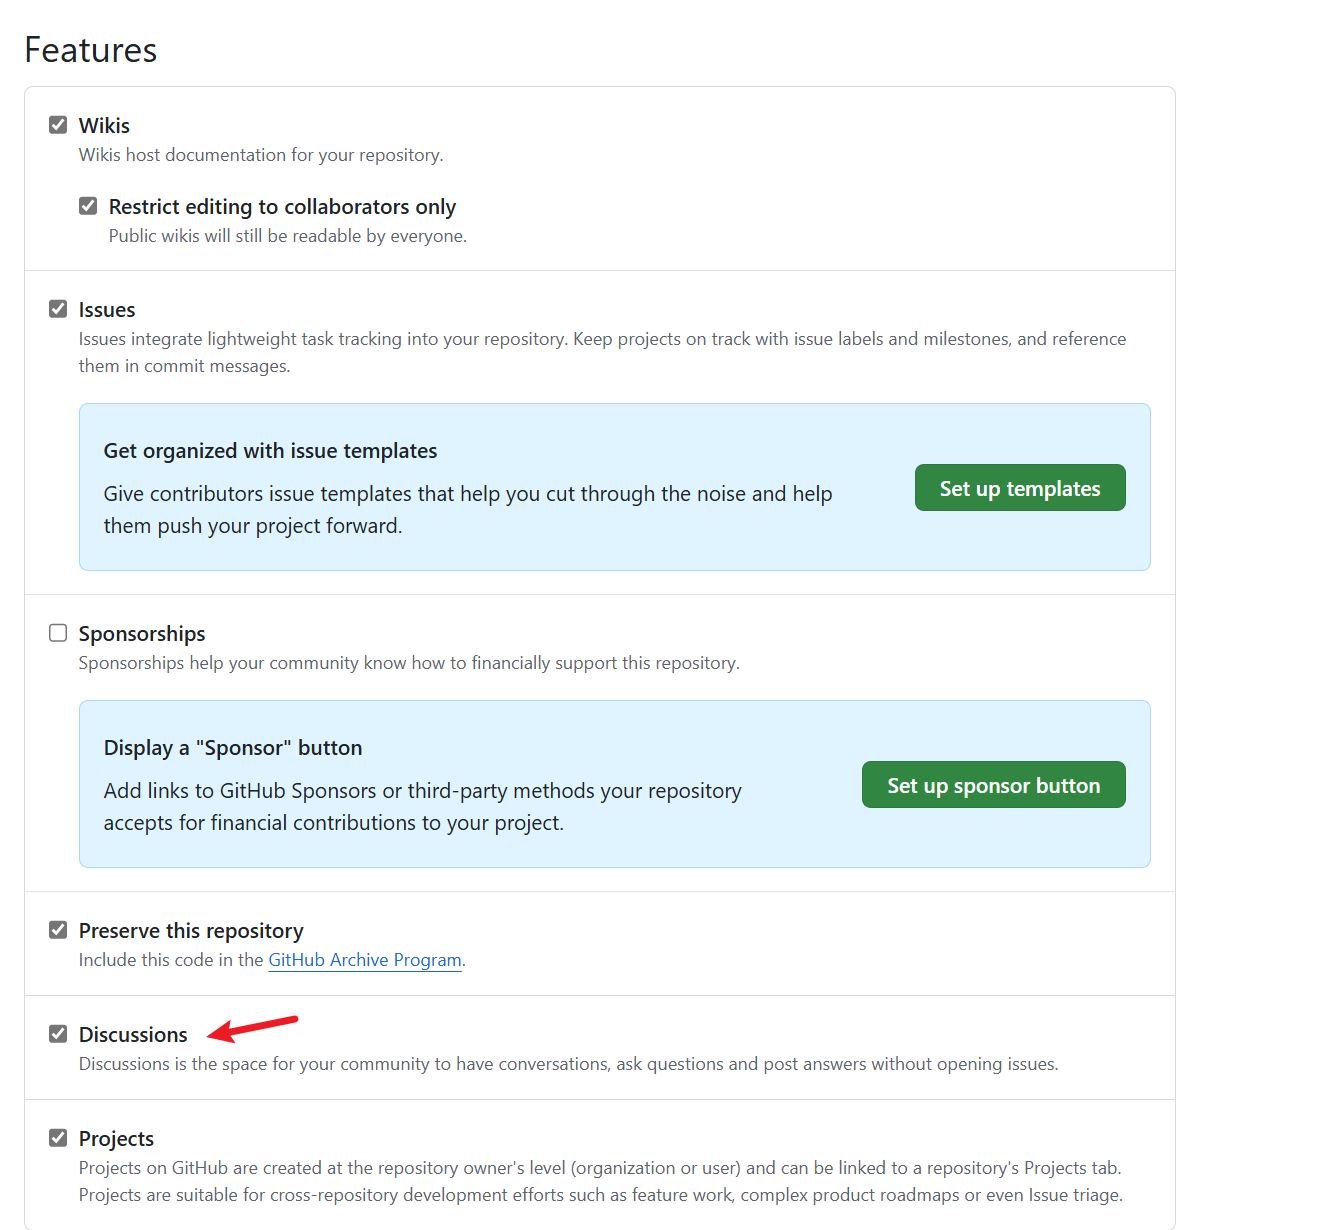 Features
Wikis
Wikis host documentation for your repository.
Restrict editing to collaborators only
Public wikis will still be readable by everyone.
Issues
Issues integrate lightweight task tracking into your repository. Keep projects on track with issue labels and milestones, and reference
them in commit messages.
Get organized with issue templates
Give contributors issue templates that help you cut through the noise and help
them push your project forward.
Set up templates
Sponsorships
Sponsorships help your community know how to financially support this repository.
Display a "Sponsor" button
Add links to GitHub Sponsors or third-party methods your repository
accepts for financial contributions to your project.
Set up sponsor button
Preserve this repository
Include this code in the GitHub Archive Program.
Discussions
Discussions is the space for your community to have conversations, ask questions and post answers without opening issues.
Projects
Projects on GitHub are created at the repository owner's level (organization or user) and can be linked to a repository's Projects tab.
Projects are suitable for cross-repository development efforts such as feature work, complex product roadmaps or even Issue triage.